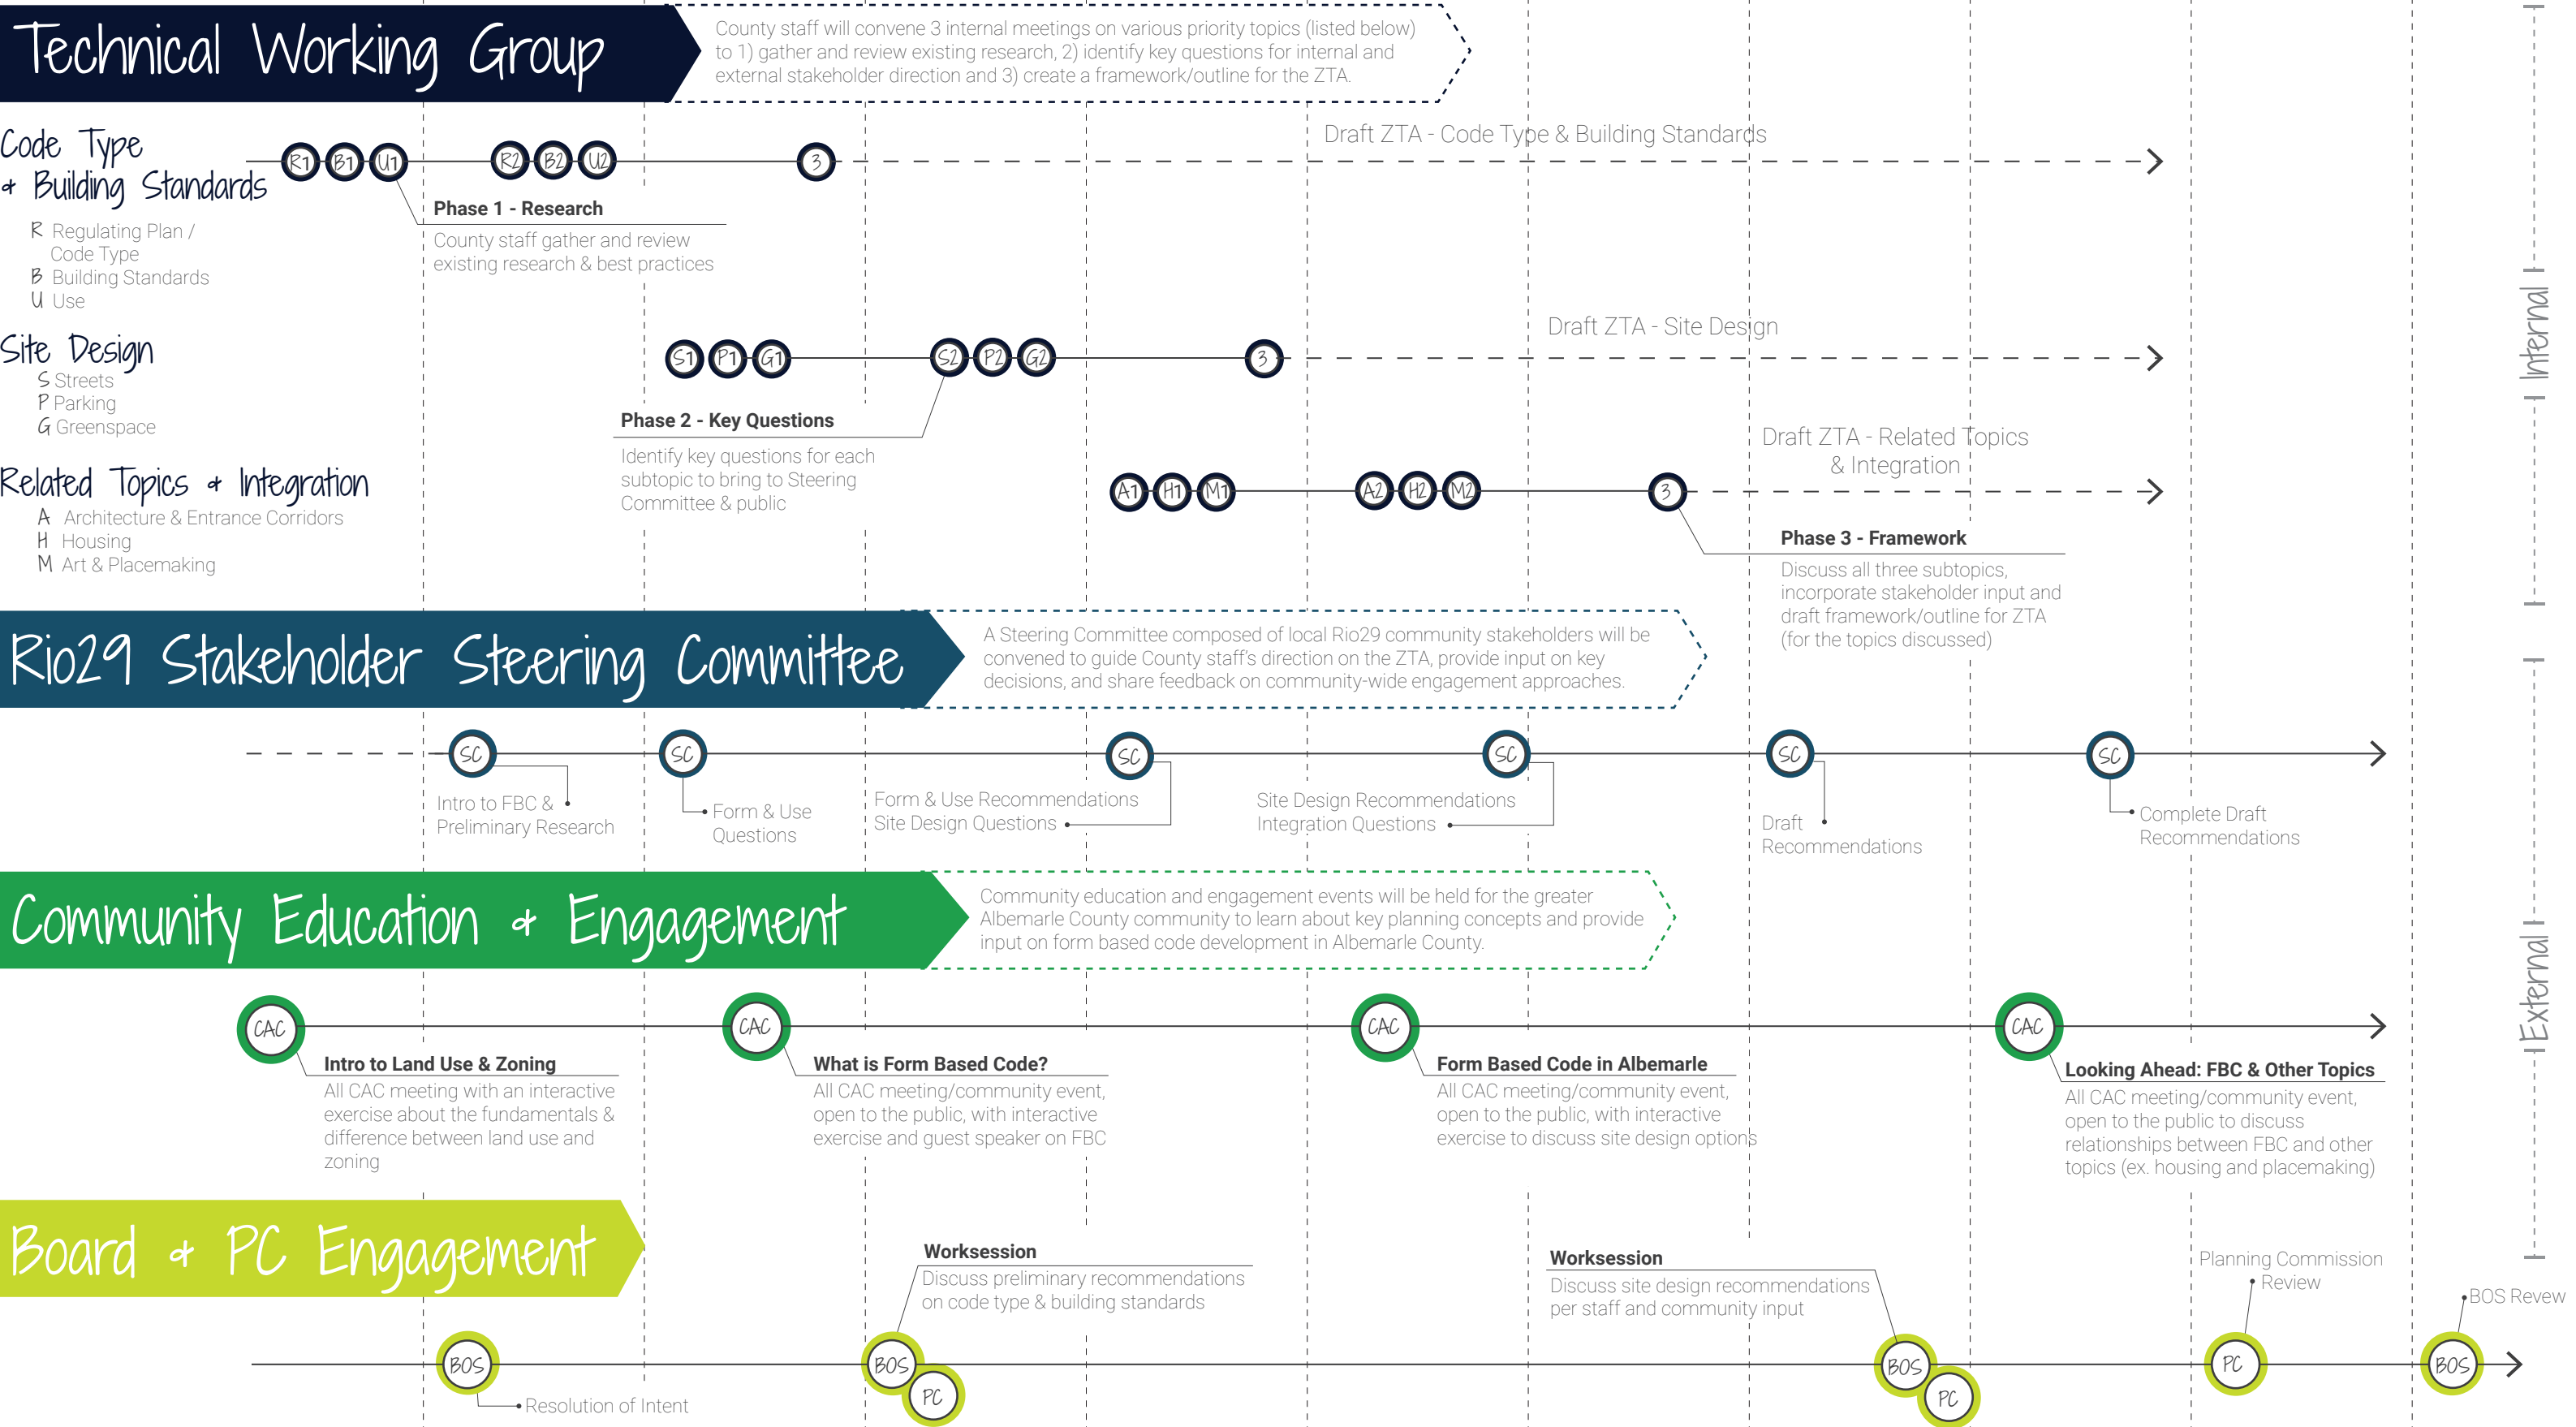 Technical Working Group
County staff will convene 3 internal meetings on various priority topics (listed below)
to 1) gather and review existing research, 2) identify key questions for internal and
external stakeholder direction and 3) create a framework/outline for the ZTA.
Code Type
& Building Standards
R Regulating Plan /
Code Type
B Building Standards
U Use
R1 B1 U1 R2 B2 U2 3
Draft ZTA - Code Type & Building Standards
Phase 1 - Research
County staff gather and review
existing research & best practices
Site Design
S Streets
P Parking
G Greenspace
S1 P1 G1 S2 P2 G2 3
Draft ZTA - Site Design
Phase 2 - Key Questions
Identify key questions for each
subtopic to bring to Steering
Committee & public
Related Topics & Integration
A Architecture & Entrance Corridors
H Housing
M Art & Placemaking
A1 H1 M1 A2 H2 M2 3
Draft ZTA - Related Topics
& Integration
Phase 3 - Framework
Discuss all three subtopics,
incorporate stakeholder input and
draft framework/outline for ZTA
(for the topics discussed)
Internal
Rio29 Stakeholder Steering Committee
A Steering Committee composed of local Rio29 community stakeholders will be
convened to guide County staff's direction on the ZTA, provide input on key
decisions, and share feedback on community-wide engagement approaches.
SC SC SC SC SC SC
Intro to FBC &
Preliminary Research
Form & Use
Questions
Form & Use Recommendations
Site Design Questions
Site Design Recommendations
Integration Questions
Draft
Recommendations
Complete Draft
Recommendations
Community Education & Engagement
Community education and engagement events will be held for the greater
Albemarle County community to learn about key planning concepts and provide
input on form based code development in Albemarle County.
External
CAC CAC CAC CAC
Intro to Land Use & Zoning
All CAC meeting with an interactive
exercise about the fundamentals &
difference between land use and
zoning
What is Form Based Code?
All CAC meeting/community event,
open to the public, with interactive
exercise and guest speaker on FBC
Form Based Code in Albemarle
All CAC meeting/community event,
open to the public, with interactive
exercise to discuss site design options
Looking Ahead: FBC & Other Topics
All CAC meeting/community event,
open to the public to discuss
relationships between FBC and other
topics (ex. housing and placemaking)
Board & PC Engagement
Worksession
Discuss preliminary recommendations
on code type & building standards
Worksession
Discuss site design recommendations
per staff and community input
Planning Commission
Review
BOS Revew
BOS BOS PC BOS PC PC BOS
Resolution of Intent